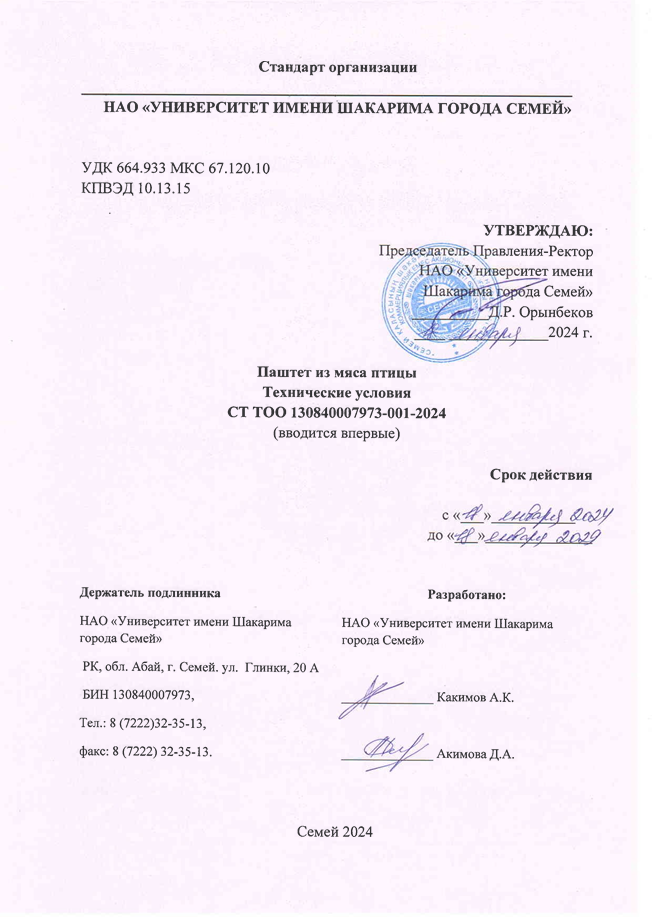 Стандарт организации
НАО «УНИВЕРСИТЕТ ИМЕНИ ШАКАРИМА ГОРОДА СЕМЕЙ»
УДК 664.933 МКС 67.120.10
КПВЭД 10.13.15
УТВЕРЖДАЮ:
Председатель Правления-Ректор
НАО «Университет имени
Шакарима города Семей»
Д.Р. Орынбеков
января 2024 г.
Паштет из мяса птицы
Технические условия
СТ ТОО 130840007973-001-2024
(вводится впервые)
Срок действия
с «18» января 2024
до «18» января 2029
Держатель подлинника
НАО «Университет имени Шакарима
города Семей»
РК, обл. Абай, г. Семей. ул. Глинки, 20 А
БИН 130840007973,
Тел.: 8 (7222)32-35-13,
факс: 8 (7222) 32-35-13.
Разработано:
НАО «Университет имени Шакарима
города Семей»
Какимов А.К.
Акимова Д.А.
Семей 2024